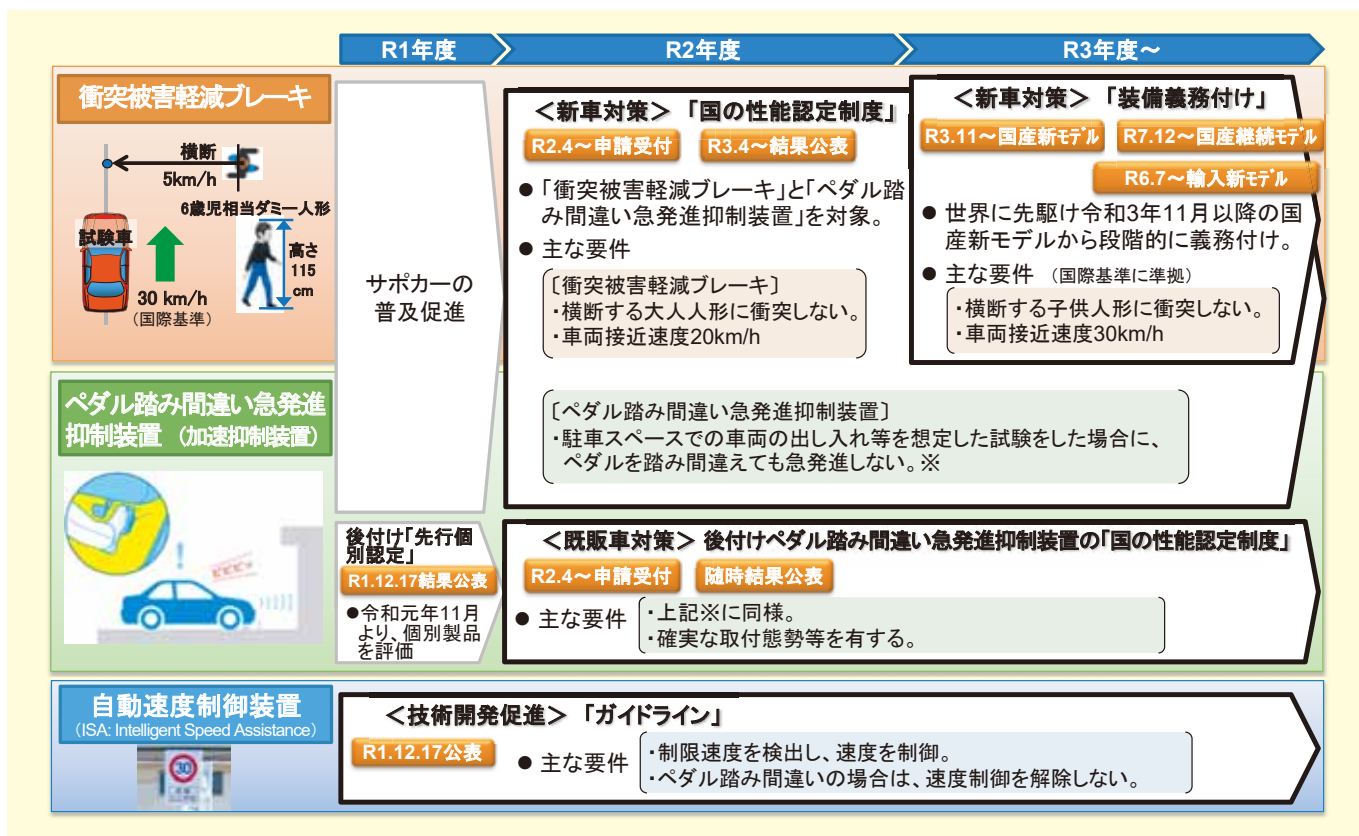 R1年度
R2年度
R3年度～
衝突被害軽減ブレーキ
横断
5km/h
6歳児相当ダミー人形
試験車
高さ
115
cm
30 km/h
（国際基準）
サポカーの
普及促進
＜新車対策＞「国の性能認定制度」
R2.4～申請受付
R3.4～結果公表
●「衝突被害軽減ブレーキ」と「ペダル踏
み間違い急発進抑制装置」を対象。
● 主な要件
〔衝突被害軽減ブレーキ〕
・横断する大人人形に衝突しない。
・車両接近速度20km/h
＜新車対策＞「装備義務付け」
R3.11～国産新ﾓﾃﾞﾙ
R7.12～国産継続ﾓﾃﾞﾙ
R6.7～輸入新ﾓﾃﾞﾙ
● 世界に先駆け令和3年11月以降の国
産新モデルから段階的に義務付け。
● 主な要件 （国際基準に準拠）
・横断する子供人形に衝突しない。
・車両接近速度30km/h
ペダル踏み間違い急発進
抑制装置（加速抑制装置）
〔ペダル踏み間違い急発進抑制装置〕
・駐車スペースでの車両の出し入れ等を想定した試験をした場合に、
ペダルを踏み間違えても急発進しない。※
後付け「先行個
別認定」
R1.12.17結果公表
●令和元年11月
より、個別製品
を評価
＜既販車対策＞ 後付けペダル踏み間違い急発進抑制装置の「国の性能認定制度」
R2.4～申請受付
随時結果公表
● 主な要件
・上記※に同様。
・確実な取付態勢等を有する。
自動速度制御装置
（ISA: Intelligent Speed Assistance）
30
＜技術開発促進＞「ガイドライン」
R1.12.17公表
● 主な要件
・制限速度を検出し、速度を制御。
・ペダル踏み間違いの場合は、速度制御を解除しない。